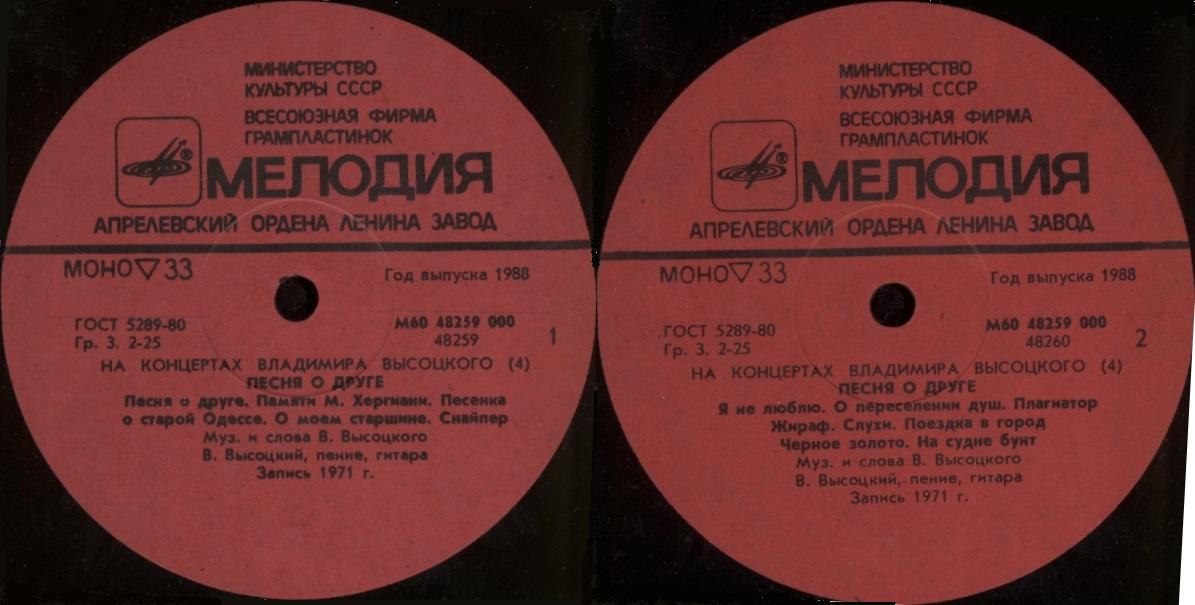 МИНИСТЕРСТВО
КУЛЬТУРЫ СССР
ВСЕСОЮЗНАЯ ФИРМА
ГРАМПЛАСТИНОК
®
МЕЛОДИЯ
АПРЕЛЕВСКИЙ ОРДЕНА ЛЕНИНА ЗАВОД
МОНО ▽ 33
Год выпуска 1988
ГОСТ 5289-80
Гр. 3. 2-25
М60 48259 000
48259
1
НА КОНЦЕРТАХ ВЛАДИМИРА ВЫСОЦКОГО (4)
ПЕСНЯ О ДРУГЕ
Песня о друге. Памяти М. Хергиани. Песенка
о старой Одессе. О моем старшине. Снайпер
Муз. и слова В. Высоцкого
В. Высоцкий, пение, гитара
Запись 1971 г.
МИНИСТЕРСТВО
КУЛЬТУРЫ СССР
ВСЕСОЮЗНАЯ ФИРМА
ГРАМПЛАСТИНОК
®
МЕЛОДИЯ
АПРЕЛЕВСКИЙ ОРДЕНА ЛЕНИНА ЗАВОД
МОНО ▽ 33
Год выпуска 1988
ГОСТ 5289-80
Гр. 3. 2-25
М60 48259 000
48260
2
НА КОНЦЕРТАХ ВЛАДИМИРА ВЫСОЦКОГО (4)
ПЕСНЯ О ДРУГЕ
Я не люблю. О переселении душ. Плагиатор
Жираф. Слухи. Поездка в город
Черное золото. На судне бунт
Муз. и слова В. Высоцкого
В. Высоцкий, пение, гитара
Запись 1971 г.